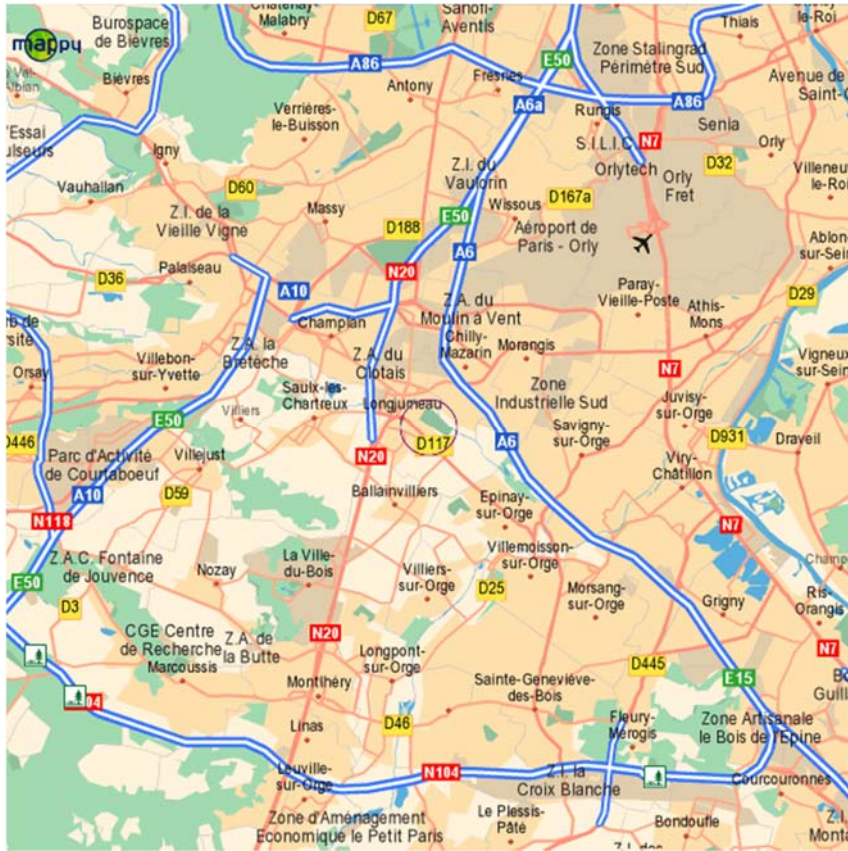 Chatenay-
Malabry
D67
Sanofi-
Aventis
Thiais
le-Roi
mappy
Burospace
de Bièvres
E50
Zone Stalingrad
Périmètre Sud
A86
Fresnes
Avenue de
Saint-
Bièvres
Antony
A6a
A86
Verrières-
le-Buisson
Rungis
Senia
N7
Orly
Igny
S.I.L.I.C
Z.I. du
Vaulorin
Orlytech
Orly
Fret
D32
Villeneu
le-Roi
Vauhallan
D60
Massy
E50
Wissous
D167a
Z.I. de la
Vieille Vigne
D188
Aéroport de
Paris - Orly
Ablon
sur-Sein
A6
D36
Palaiseau
N20
A10
Paray-
Vieille-Poste
D29
Z.A. du
Moulin à Vent
Athis-
Mons
Champlan
Chilly-
Mazarin
Morangis
Z.A. la
Bretèche
Z.A. du
Clotais
Vigneux
sur-Sein
Orsay
Villebon-
sur-Yvette
N7
Saulx-les-
Chartreux
Zone
Industrielle Sud
Juvisy-
sur-Orge
E50
Villiers
Longjumeau
D446
D117
A6
Savigny-
sur-Orge
D931
Draveil
Parc d'Activité
de Courtaboeuf
Villejust
N20
Viry-
Châtillon
A10
D59
Ballainvilliers
Epinay-
sur-Orge
N118
N7
Z.A.C. Fontaine
de Jouvence
La Ville-
du-Bois
Villemoisson-
sur-Orge
E50
Nozay
Villiers-
sur-Orge
D25
Morsang-
sur-Orge
Grigny
Ris-
Orangis
D3
CGE Centre
de Recherche
Z.A. de
la Butte
N20
Longpont-
sur-Orge
N7
Marcoussis
D445
E15
Montlhéry
Sainte-Geneviève-
des-Bois
Linas
D46
Fleury-
Mérogis
Zone Artisanale
le Bois de l'Epine
Leuville-
sur-Orge
N104
Z.I. la
Croix Blanche
Courcouronnes
Zone d'Aménagement
Economique le Petit Paris
Le Plessis-
Pâté
Bondoufle
Z.I.